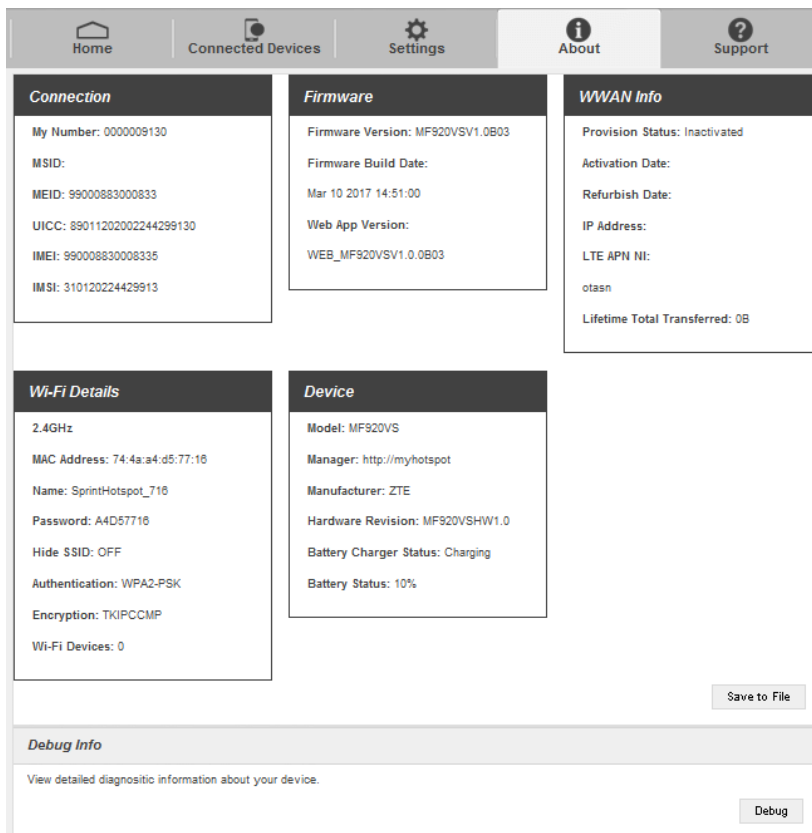 Home
Connected Devices
Settings
About
Support
Connection
My Number: 0000009130
MSID:
MEID: 99000883000833
UICC: 89011202002244299130
IMEI: 990008830008335
IMSI: 310120224429913
Firmware
Firmware Version: MF920VSV1.0B03
Firmware Build Date:
Mar 10 2017 14:51:00
Web App Version:
WEB_MF920VSV1.0.0B03
WWAN Info
Provision Status: Inactivated
Activation Date:
Refurbish Date:
IP Address:
LTE APN NI:
otasn
Lifetime Total Transferred: 0B
Wi-Fi Details
2.4GHz
MAC Address: 74:4a:a4:d5:77:16
Name: SprintHotspot_716
Password: A4D57716
Hide SSID: OFF
Authentication: WPA2-PSK
Encryption: TKIPCCMP
Wi-Fi Devices: 0
Device
Model: MF920VS
Manager: http://myhotspot
Manufacturer: ZTE
Hardware Revision: MF920VSHW1.0
Battery Charger Status: Charging
Battery Status: 10%
Save to File
Debug Info
View detailed diagnositic information about your device.
Debug